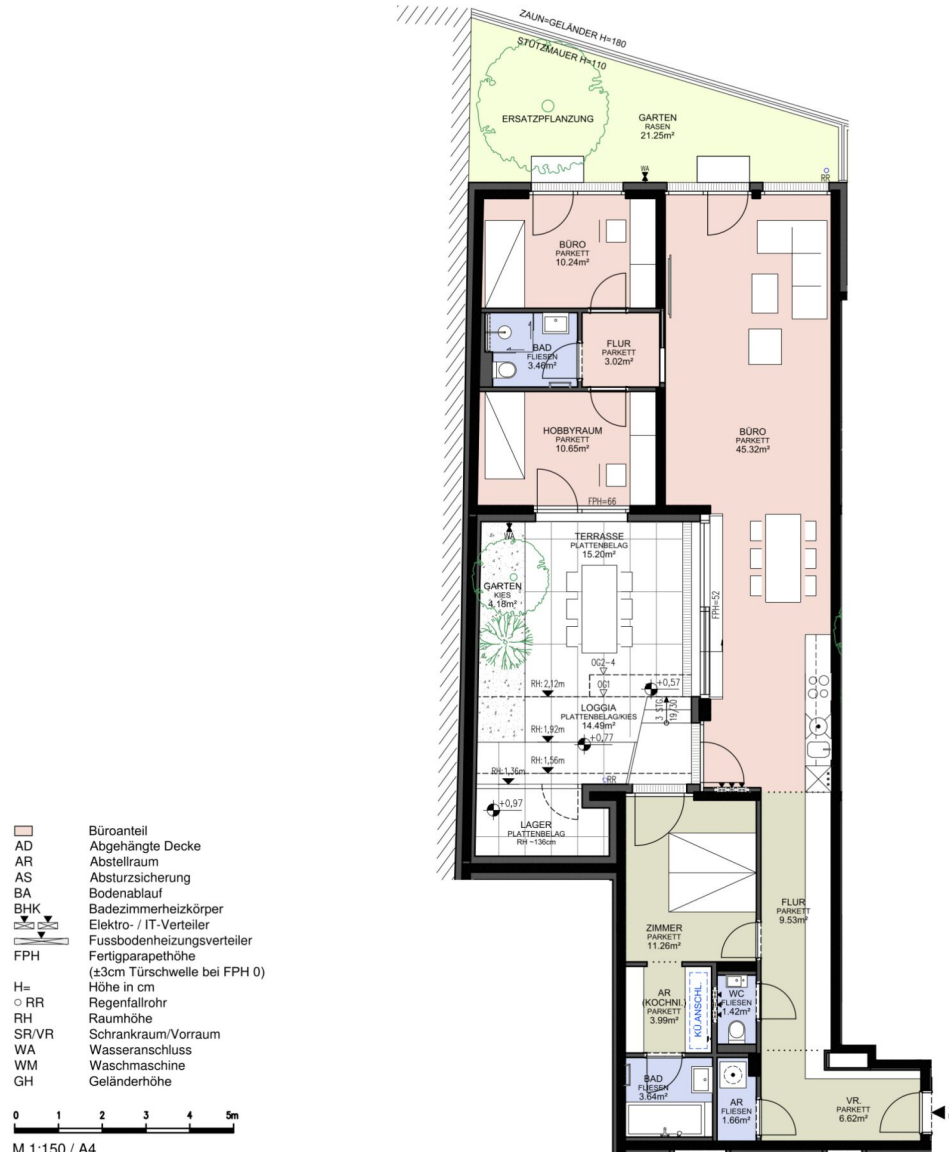 ZAUN=GELÄNDER H=180
STÜTZMAUER H=110
ERSATZPFLANZUNG
GARTEN
RASEN
21.25m²
WA
RR
BÜRO
PARKETT
10.24m²
BAD
FLIESEN
3.46m²
FLUR
PARKETT
3.02m²
HOBBYRAUM
PARKETT
10.65m²
FPH=66
BÜRO
PARKETT
45.32m²
WA
TERRASSE
PLATTENBELAG
15.20m²
GARTEN
KIES
4.18m²
FPH=52
OG2-4
OG1
+0,57
RH: 2,12m
LOGGIA
PLATTENBELAG/KIES
14.49m²
3 STG.
19/30
RH: 1,92m
+0,77
RH: 1,56m
RH: 1,36m
RR
+0,97
LAGER
PLATTENBELAG
RH ~136cm
ZIMMER
PARKETT
11.26m²
FLUR
PARKETT
9.53m²
AR
(KOCHNI.)
PARKETT
3.99m²
KÜ.ANSCHL.
WC
FLIESEN
1.42m²
BAD
FLIESEN
3.64m²
AR
FLIESEN
1.66m²
VR.
PARKETT
6.62m²
Büroanteil
AD Abgehängte Decke
AR Abstellraum
AS Absturzsicherung
BA Bodenablauf
BHK Badezimmerheizkörper
Elektro- / IT-Verteiler
Fussbodenheizungsverteiler
FPH Fertigparapethöhe
(±3cm Türschwelle bei FPH 0)
H= Höhe in cm
RR Regenfallrohr
RH Raumhöhe
SR/VR Schrankraum/Vorraum
WA Wasseranschluss
WM Waschmaschine
GH Geländerhöhe
0 1 2 3 4 5m
M 1:150 / A4